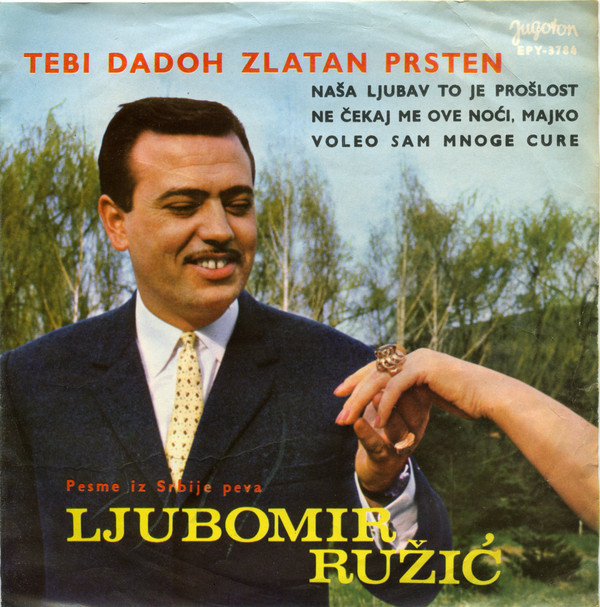 Jugoton
EPY-3786
TEBI DADOH ZLATAN PRSTEN
NAŠA LJUBAV TO JE PROŠLOST
NE ČEKAJ ME OVE NOĆI, MAJKO
VOLEO SAM MNOGE CURE
Pesme iz Srbije peva
LJUBOMIR
RUŽIĆ